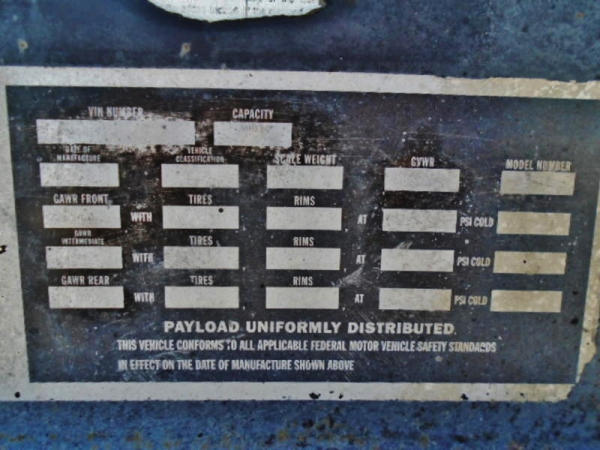 VIN NUMBER CAPACITY
DATE OF MANUFACTURE VEHICLE CLASSIFICATION SCALE WEIGHT GVWR MODEL NUMBER
GAWR FRONT WITH TIRES RIMS , AT PSI COLD
GAWR INTERMEDIATE WITH TIRES RIMS , AT PSI COLD
GAWR REAR WITH TIRES RIMS , AT PSI COLD
PAYLOAD UNIFORMLY DISTRIBUTED
THIS VEHICLE CONFORMS TO ALL APPLICABLE FEDERAL MOTOR VEHICLE SAFETY STANDARDS
IN EFFECT ON THE DATE OF MANUFACTURE SHOWN ABOVE